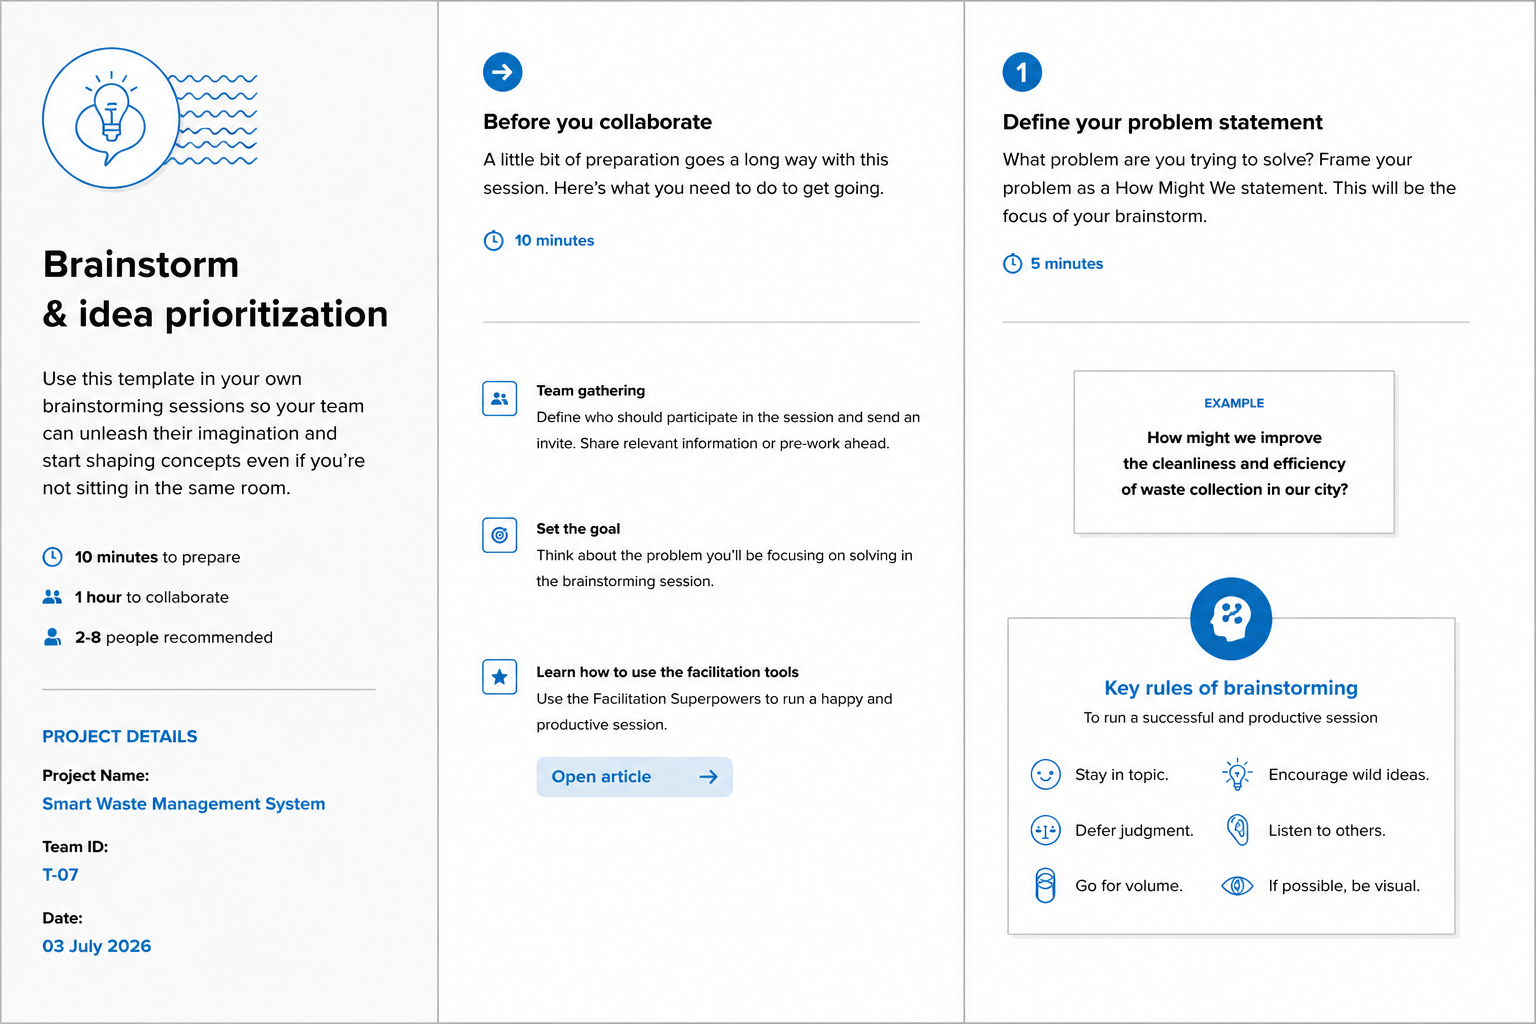 Brainstorm
& idea prioritization
Use this template in your own
brainstorming sessions so your team
can unleash their imagination and
start shaping concepts even if you’re
not sitting in the same room.
10 minutes to prepare
1 hour to collaborate
2-8 people recommended
PROJECT DETAILS
Project Name:
Smart Waste Management System
Team ID:
T-07
Date:
03 July 2026
Before you collaborate
A little bit of preparation goes a long way with this
session. Here’s what you need to do to get going.
10 minutes
Team gathering
Define who should participate in the session and send an
invite. Share relevant information or pre-work ahead.
Set the goal
Think about the problem you’ll be focusing on solving in
the brainstorming session.
Learn how to use the facilitation tools
Use the Facilitation Superpowers to run a happy and
productive session.
Open article
1
Define your problem statement
What problem are you trying to solve? Frame your
problem as a How Might We statement. This will be the
focus of your brainstorm.
5 minutes
EXAMPLE
How might we improve
the cleanliness and efficiency
of waste collection in our city?
Key rules of brainstorming
To run a successful and productive session
Stay in topic.
Encourage wild ideas.
Defer judgment.
Listen to others.
Go for volume.
If possible, be visual.